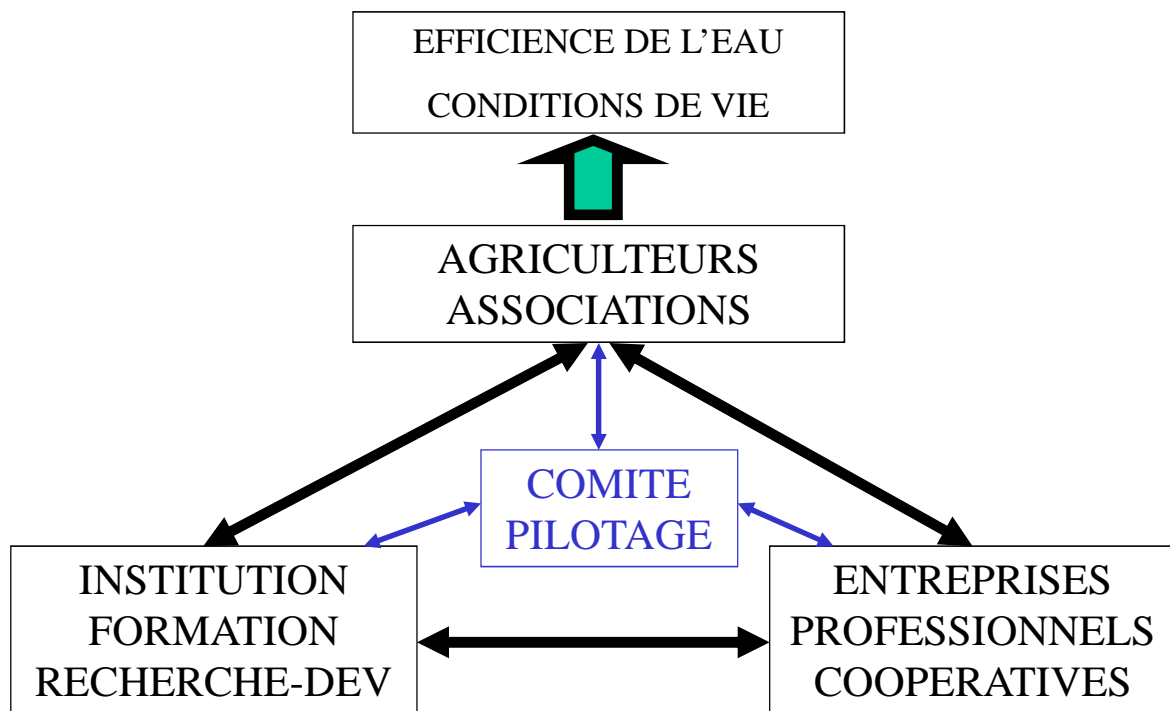 EFFICIENCE DE L’EAU
CONDITIONS DE VIE
AGRICULTEURS
ASSOCIATIONS
COMITE
PILOTAGE
INSTITUTION
FORMATION
RECHERCHE-DEV
ENTREPRISES
PROFESSIONNELS
COOPERATIVES